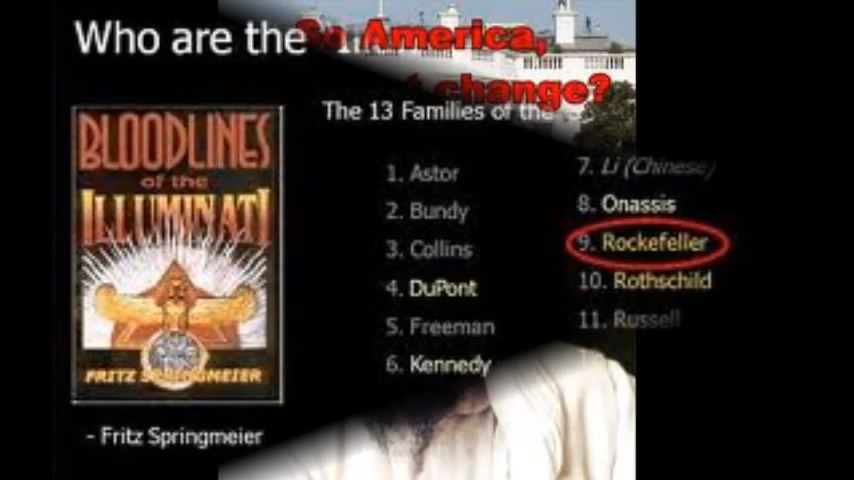 Who are the
So America,
change?
The 13 Families of the
BLOODLINES
of the
ILLUMINATI
FRITZ SPRINGMEIER
- Fritz Springmeier
1. Astor
2. Bundy
3. Collins
4. DuPont
5. Freeman
6. Kennedy
7. Li (Chinese)
8. Onassis
9. Rockefeller
10. Rothschild
11. Russell